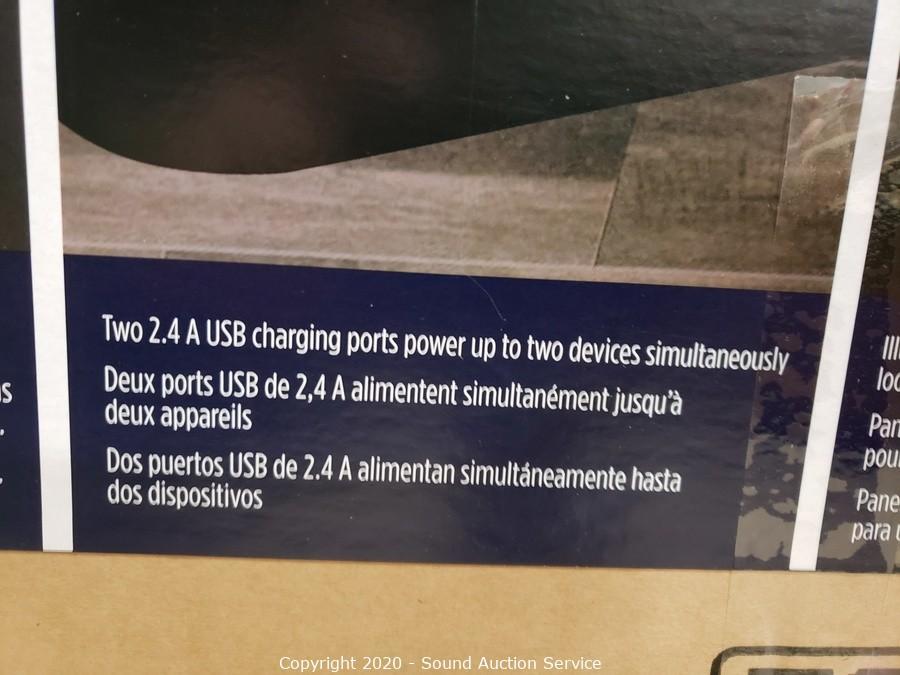 Two 2.4 A USB charging ports power up to two devices simultaneously
Deux ports USB de 2,4 A alimentent simultanément jusqu'à
deux appareils
Dos puertos USB de 2.4 A alimentan simultáneamente hasta
dos dispositivos
para
Copyright 2020 - Sound Auction Service